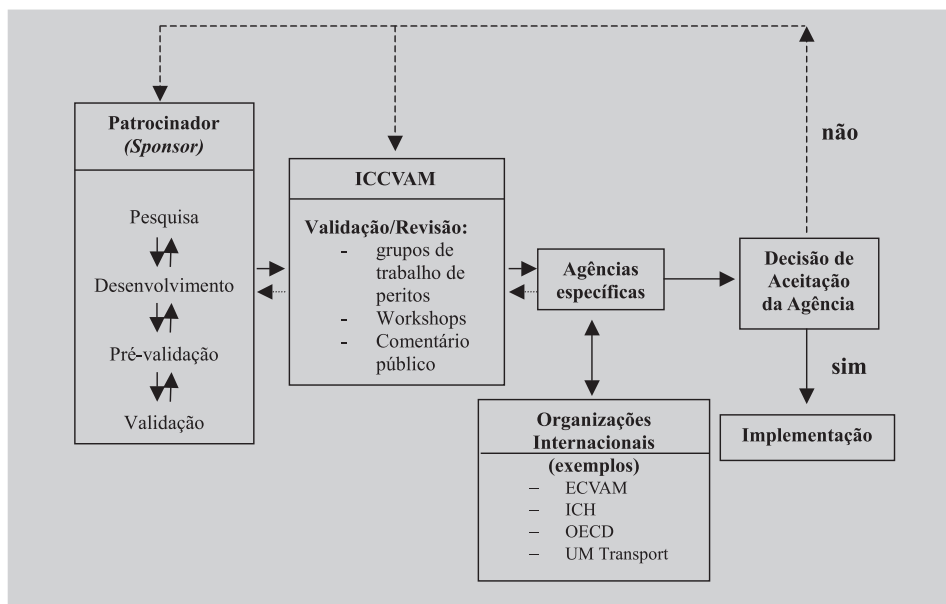 Patrocinador
(Sponsor)
Pesquisa
Desenvolvimento
Pré-validação
Validação
ICCVAM
Validação/Revisão:
- grupos de
trabalho de
peritos
- Workshops
- Comentário
público
Agências
específicas
Organizações
Internacionais
(exemplos)
– ECVAM
– ICH
– OECD
– UM Transport
não
Decisão de
Aceitação
da Agência
sim
Implementação